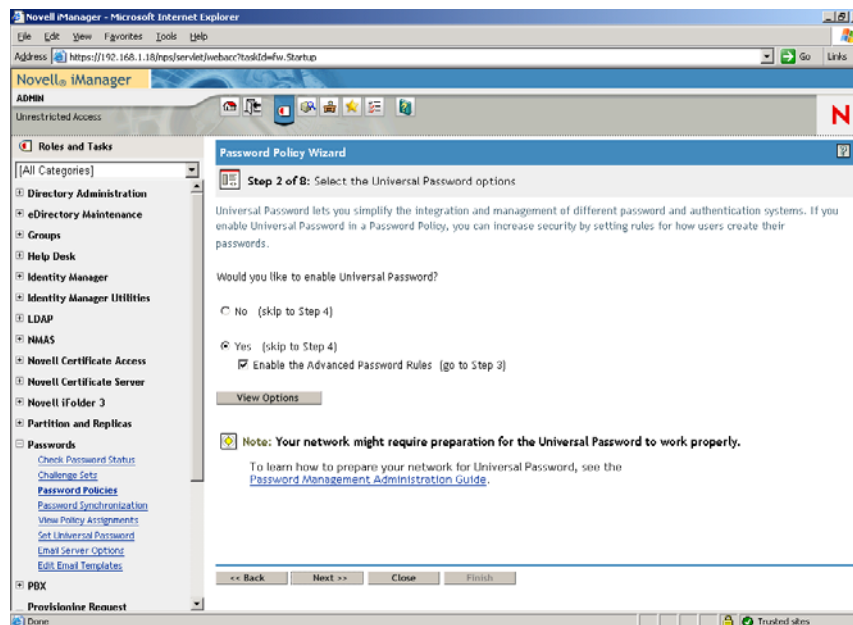 Novell iManager - Microsoft Internet Explorer
File Edit View Favorites Tools Help
Address https://192.168.1.18/nps/servlet/webacc?taskId=fw.Startup Go Links
Novell® iManager
ADMIN
Unrestricted Access
N
Roles and Tasks
[All Categories]
Directory Administration
eDirectory Maintenance
Groups
Help Desk
Identity Manager
Identity Manager Utilities
LDAP
NMAS
Novell Certificate Access
Novell Certificate Server
Novell iFolder 3
Partition and Replicas
Passwords
Check Password Status
Challenge Sets
Password Policies
Password Synchronization
View Policy Assignments
Set Universal Password
Email Server Options
Edit Email Templates
PBX
Provisioning Request
Password Policy Wizard ?
Step 2 of 8: Select the Universal Password options
Universal Password lets you simplify the integration and management of different password and authentication systems. If you
enable Universal Password in a Password Policy, you can increase security by setting rules for how users create their
passwords.
Would you like to enable Universal Password?
No (skip to Step 4)
Yes (skip to Step 4)
Enable the Advanced Password Rules (go to Step 3)
View Options
Note: Your network might require preparation for the Universal Password to work properly.
To learn how to prepare your network for Universal Password, see the
Password Management Administration Guide.
<< Back Next >> Close Finish
Done Trusted sites